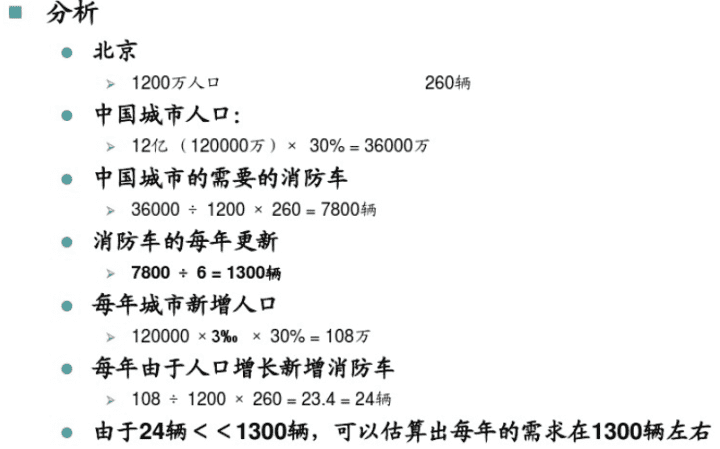 分析
北京
1200万人口 260辆
中国城市人口：
12亿（120000万）× 30% = 36000万
中国城市的需要的消防车
36000 ÷ 1200 × 260 = 7800辆
消防车的每年更新
7800 ÷ 6 = 1300辆
每年城市新增人口
120000 × 3‰ × 30% = 108万
每年由于人口增长新增消防车
108 ÷ 1200 × 260 = 23.4 = 24辆
由于24辆＜＜1300辆，可以估算出每年的需求在1300辆左右